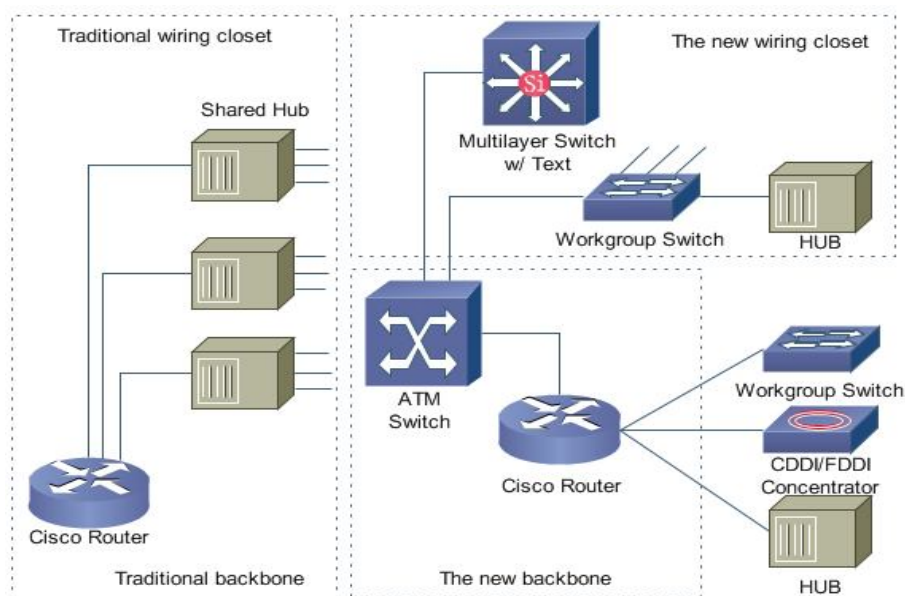 Traditional wiring closet
Shared Hub
Cisco Router
Traditional backbone
The new wiring closet
Si
Multilayer Switch
w/ Text
Workgroup Switch
HUB
ATM
Switch
Cisco Router
The new backbone
Workgroup Switch
CDDI/FDDI
Concentrator
HUB